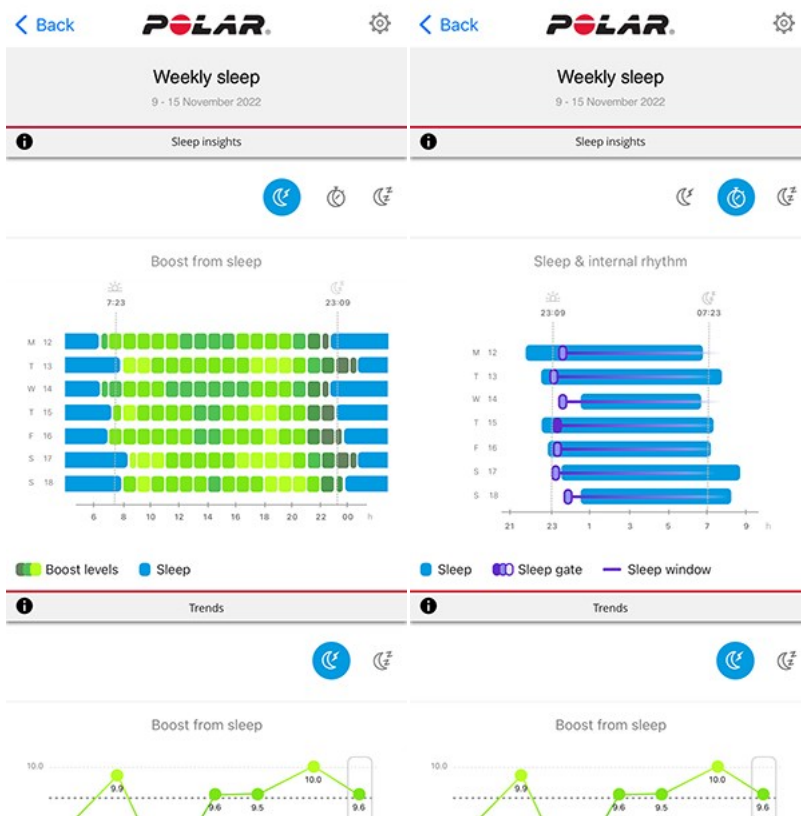 Back
POLAR.
Weekly sleep
9 - 15 November 2022
Sleep insights
Boost from sleep
7:23
23:09
M 12
T 13
W 14
T 15
F 16
S 17
S 18
6 8 10 12 14 16 18 20 22 00 h
Boost levels
Sleep
Trends
Boost from sleep
10.0
9.9
9.6
9.5
10.0
9.6
Back
POLAR.
Weekly sleep
9 - 15 November 2022
Sleep insights
Sleep & internal rhythm
23:09
07:23
M 12
T 13
W 14
T 15
F 16
S 17
S 18
21 23 1 3 5 7 9 h
Sleep
Sleep gate
Sleep window
Trends
Boost from sleep
10.0
9.9
9.6
9.5
10.0
9.6